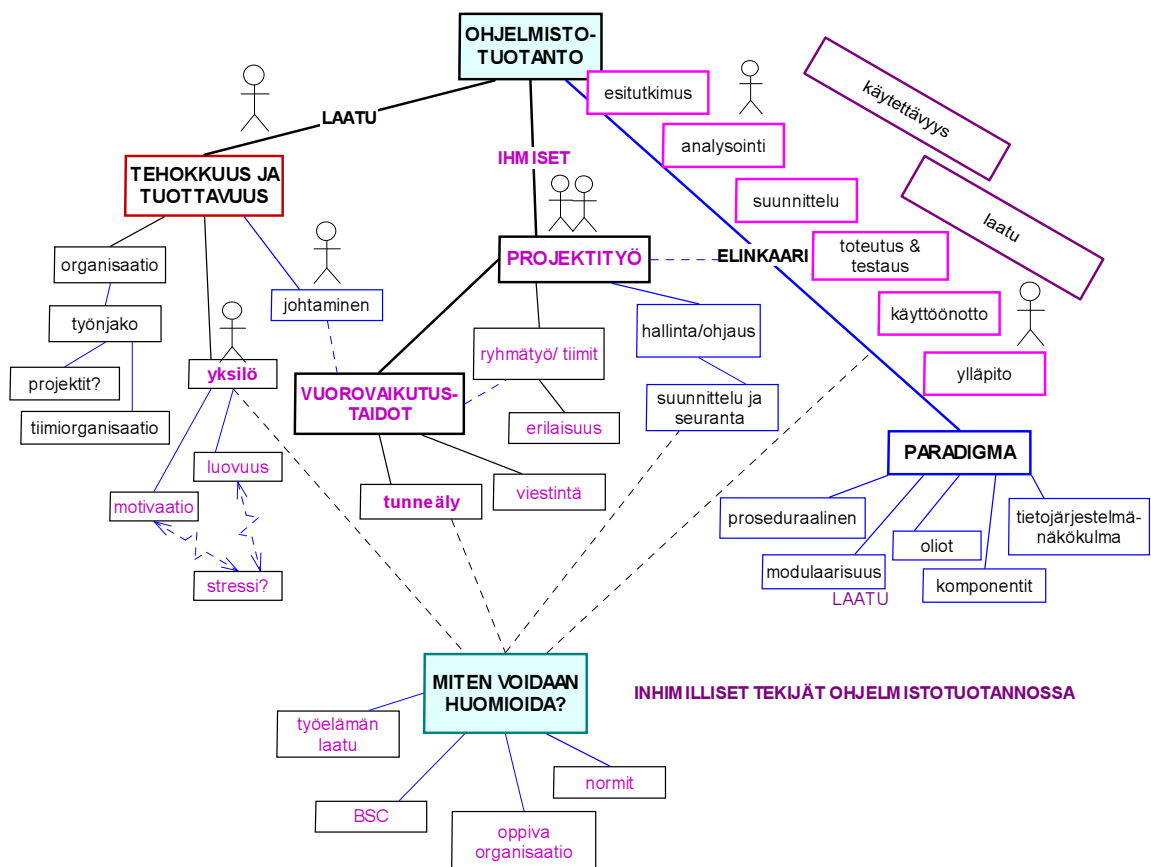 OHJELMISTO-
TUOTANTO
esitutkimus
käytettävyys
LAATU
analysointi
IHMISET
TEHOKKUUS JA
TUOTTAVUUS
suunnittelu
laatu
organisaatio
PROJEKTITYÖ
ELINKAARI
toteutus &
testaus
johtaminen
käyttöönotto
työnjako
hallinta/ohjaus
ryhmätyö/ tiimit
yksilö
ylläpito
projektit?
VUOROVAIKUTUS-
TAIDOT
suunnittelu ja
seuranta
tiimiorganisaatio
erilaisuus
PARADIGMA
luovuus
viestintä
tunneäly
motivaatio
proseduraalinen
tietojärjestelmä-
näkökulma
oliot
modulaarisuus
komponentit
stressi?
LAATU
MITEN VOIDAAN
HUOMIOIDA?
INHIMILLISET TEKIJÄT OHJELMISTOTUOTANNOSSA
työelämän
laatu
normit
BSC
oppiva
organisaatio